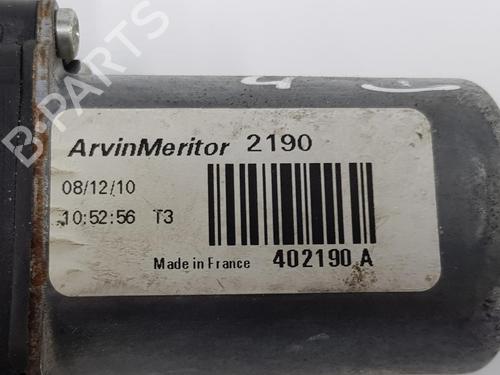 ArvinMeritor 2190
08/12/10
10:52:56 T3
Made in France 402190 A
B-PARTS